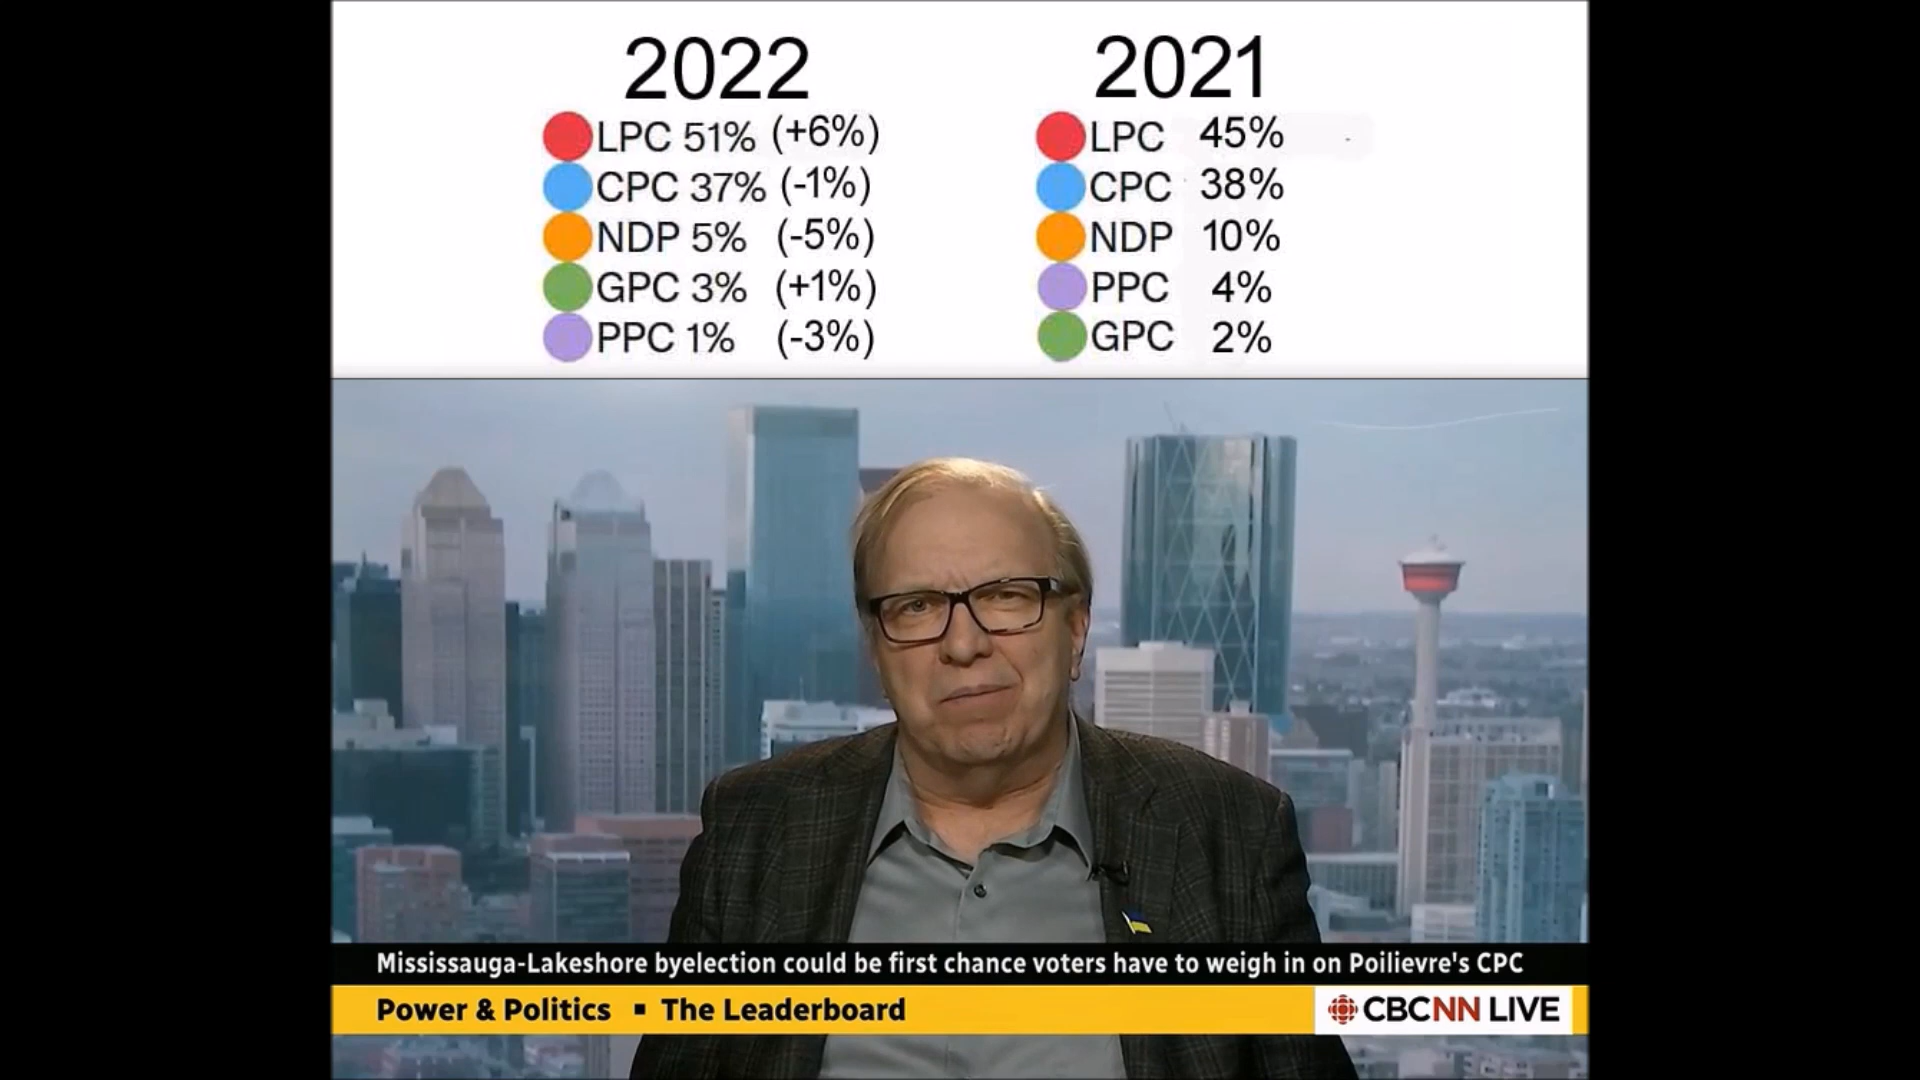 2022
LPC 51% (+6%)
CPC 37% (-1%)
NDP 5% (-5%)
GPC 3% (+1%)
PPC 1% (-3%)
2021
LPC 45%
CPC 38%
NDP 10%
PPC 4%
GPC 2%
Mississauga-Lakeshore byelection could be first chance voters have to weigh in on Poilievre's CPC
Power & Politics ▪ The Leaderboard
CBCNN LIVE